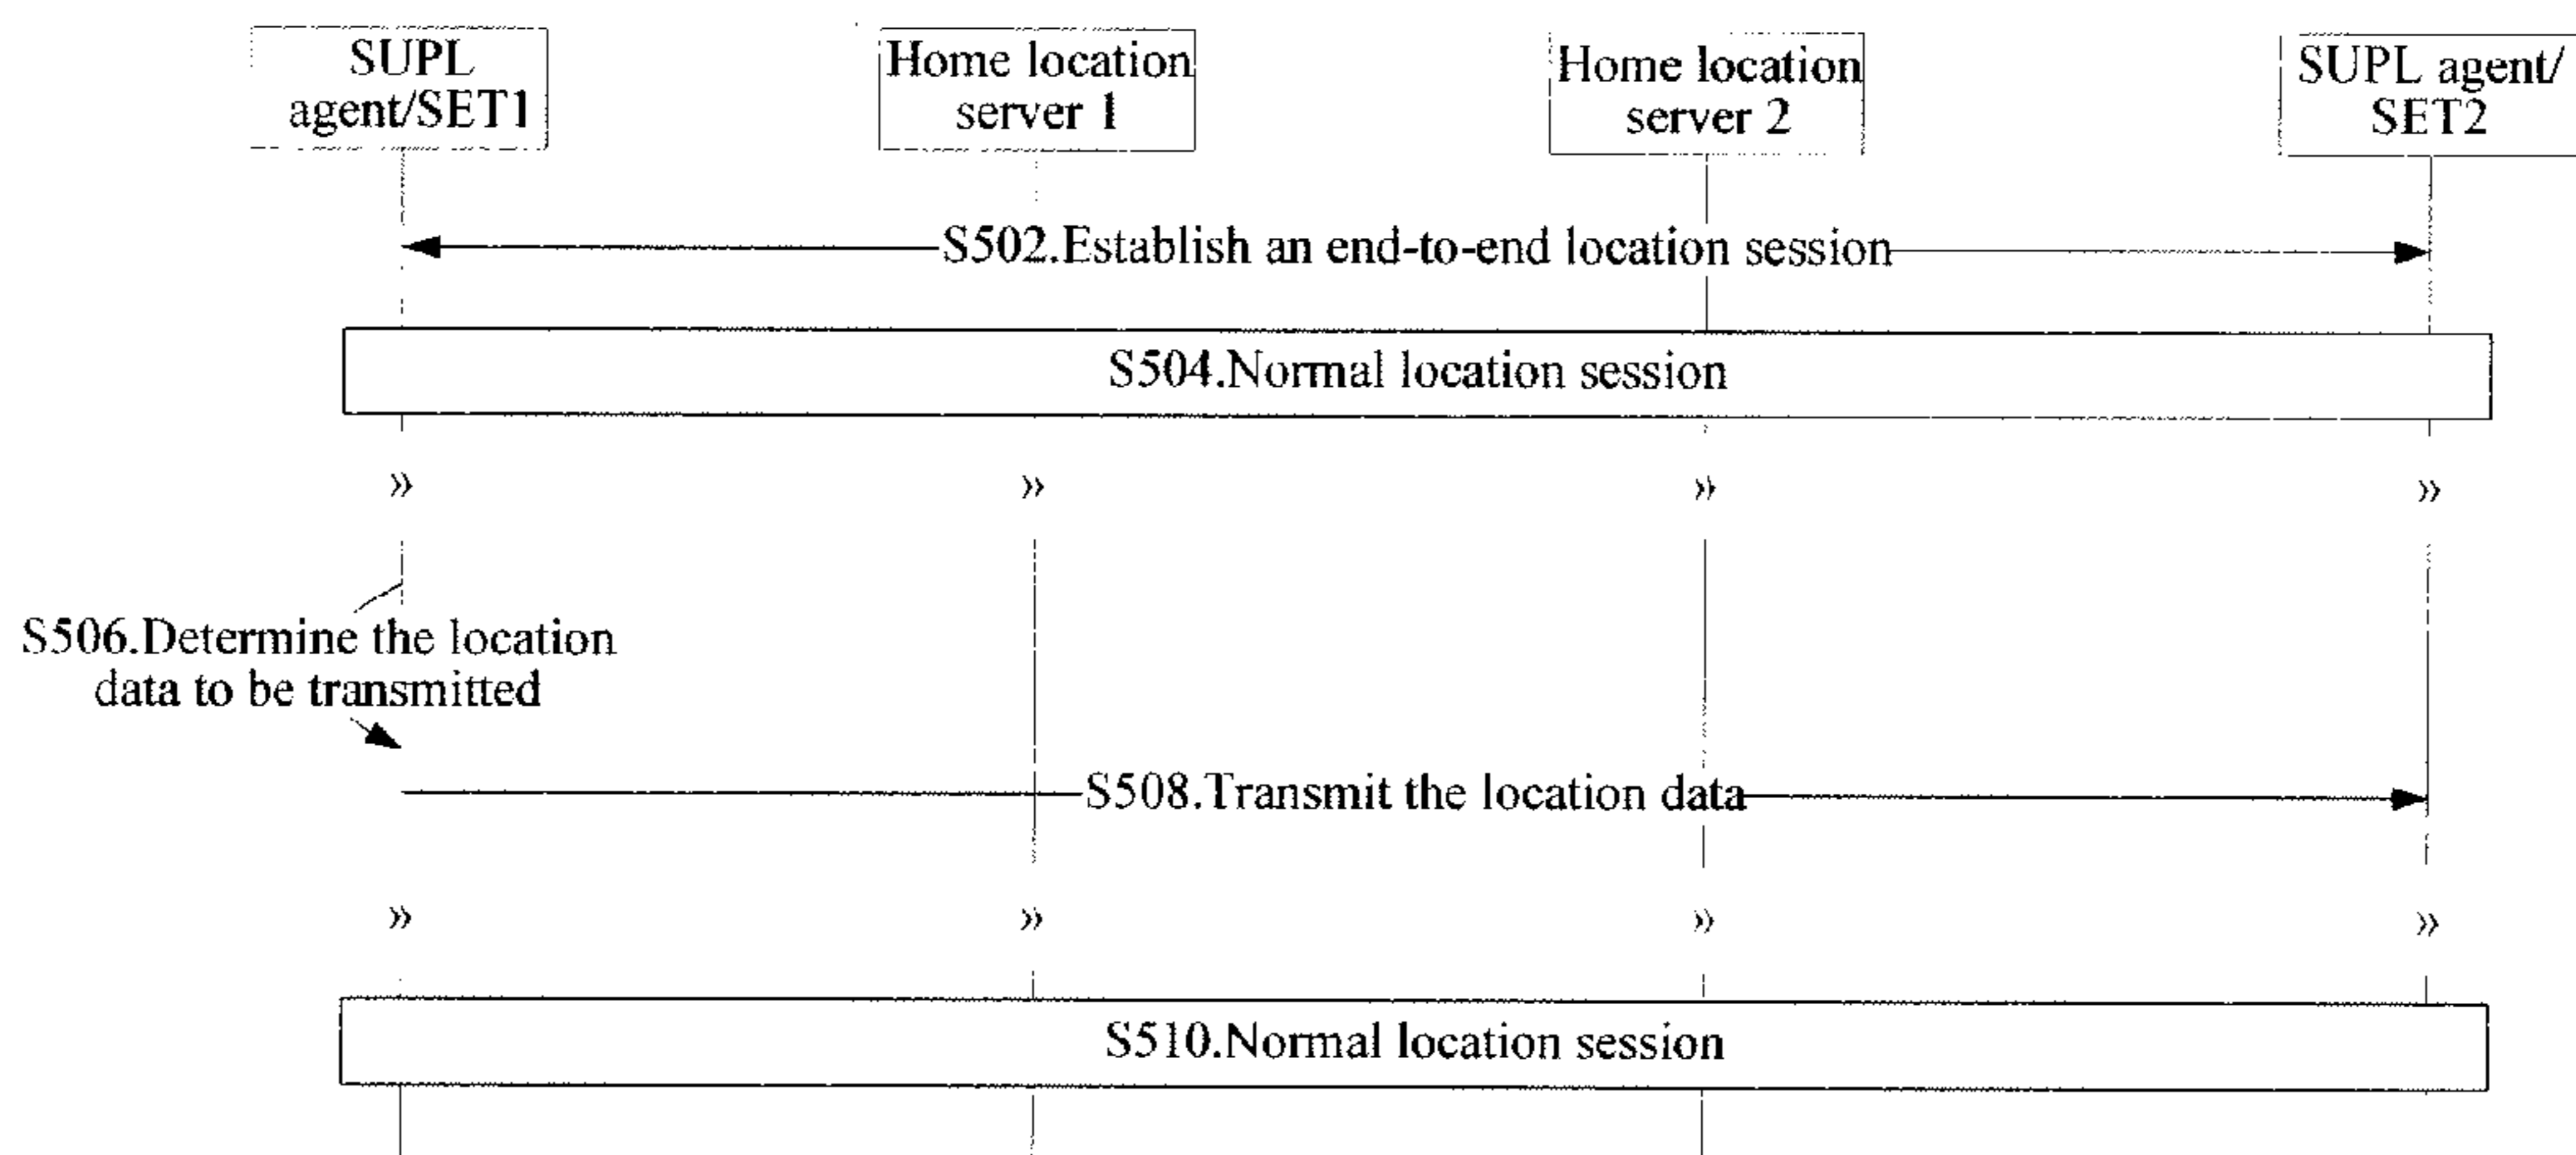 SUPL
agent/SET1
Home location
server 1
Home location
server 2
SUPL agent/
SET2
S502.Establish an end-to-end location session
S504.Normal location session
»
»
»
»
S506.Determine the location
data to be transmitted
S508.Transmit the location data
»
»
»
»
S510.Normal location session